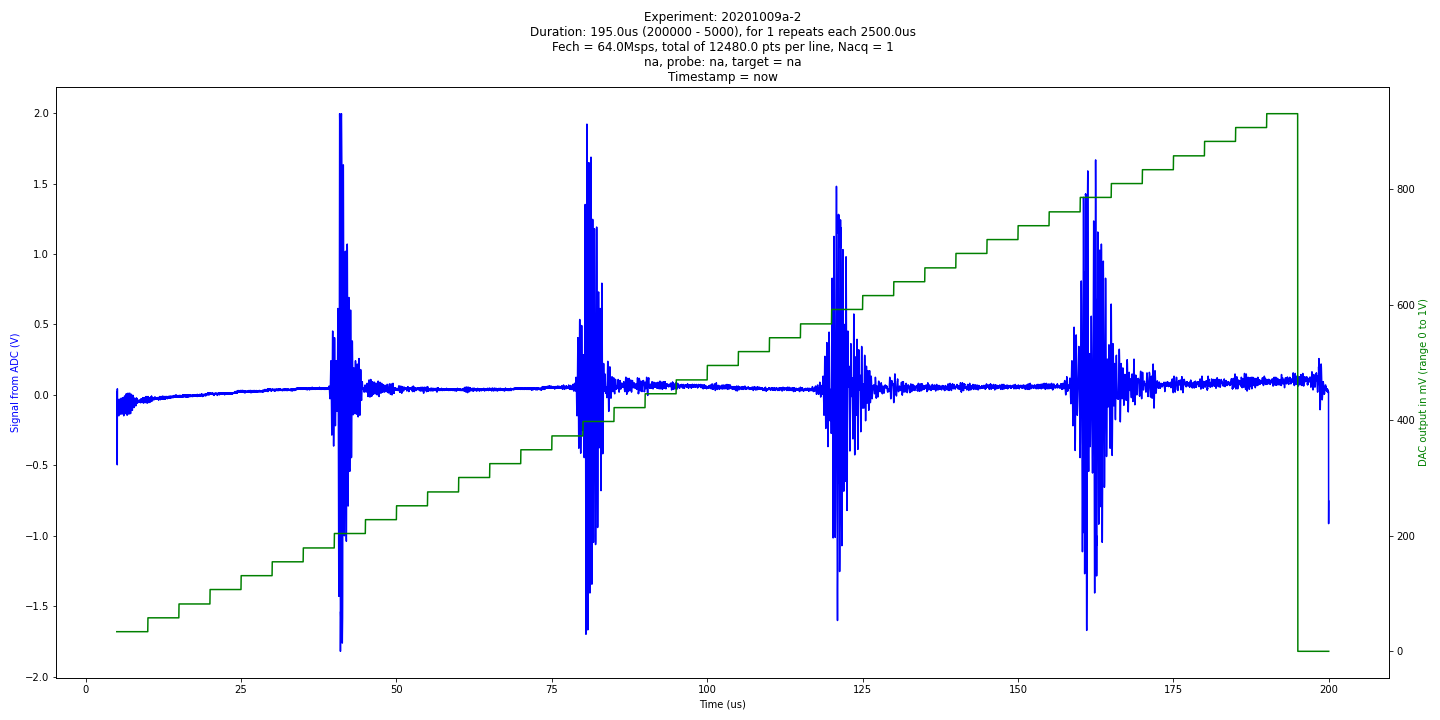 Experiment: 20201009a-2
Duration: 195.0us (200000 - 5000), for 1 repeats each 2500.0us
Fech = 64.0Msps, total of 12480.0 pts per line, Nacq = 1
na, probe: na, target = na
Timestamp = now
2.0
1.5
1.0
0.5
0.0
−0.5
−1.0
−1.5
−2.0
Signal from ADC (V)
800
600
400
200
0
DAC output in mV (range 0 to 1V)
0 25 50 75 100 125 150 175 200
Time (us)